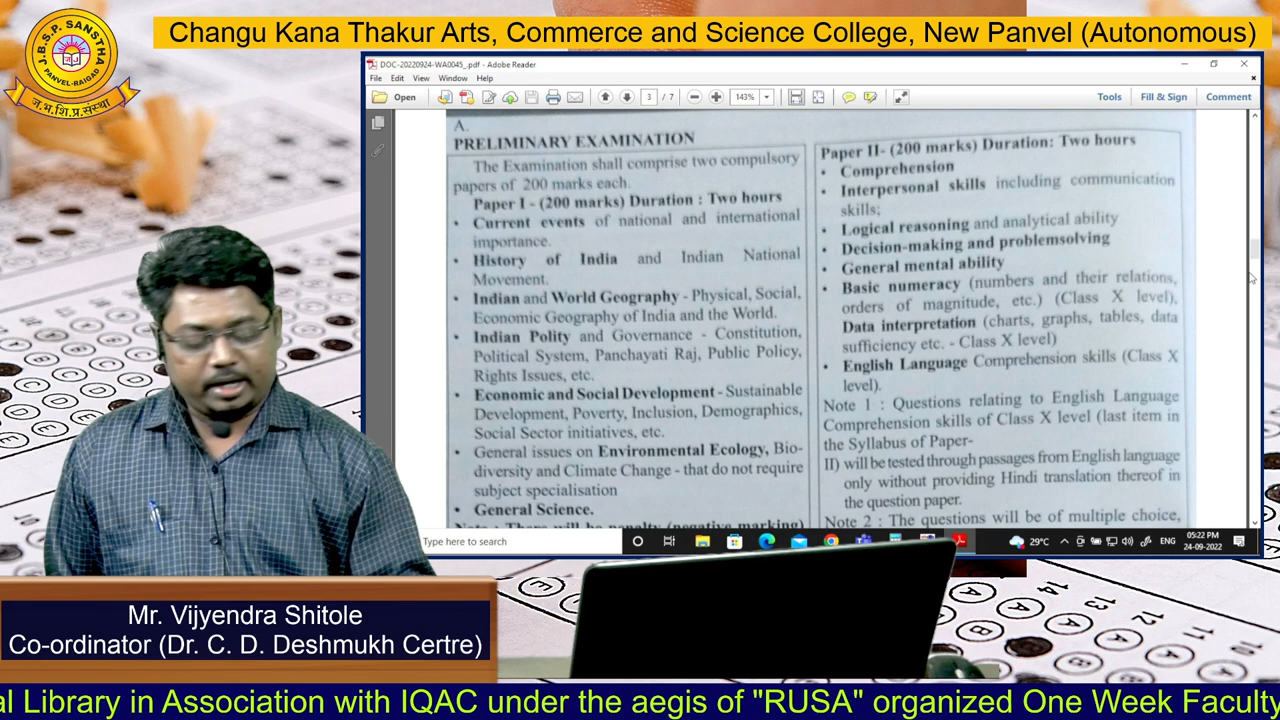 Changu Kana Thakur Arts, Commerce and Science College, New Panvel (Autonomous)
J.B.S.P. SANSTHA
PANVEL-RAIGAD
ज.भ.शि.प्र.संस्था
DOC-20220924-WA0045_.pdf - Adobe Reader
File Edit View Window Help
Open 3 / 7 143% Tools Fill & Sign Comment
A.
PRELIMINARY EXAMINATION
The Examination shall comprise two compulsory
papers of 200 marks each.
Paper I - (200 marks) Duration : Two hours
• Current events of national and international
importance.
• History of India and Indian National
Movement.
• Indian and World Geography - Physical, Social,
Economic Geography of India and the World.
• Indian Polity and Governance - Constitution,
Political System, Panchayati Raj, Public Policy,
Rights Issues, etc.
• Economic and Social Development - Sustainable
Development, Poverty, Inclusion, Demographics,
Social Sector initiatives, etc.
• General issues on Environmental Ecology, Bio-
diversity and Climate Change - that do not require
subject specialisation
• General Science.
Note : There will be penalty (negative marking)
Paper II- (200 marks) Duration: Two hours
• Comprehension
• Interpersonal skills including communication
skills;
• Logical reasoning and analytical ability
• Decision-making and problemsolving
• General mental ability
• Basic numeracy (numbers and their relations,
orders of magnitude, etc.) (Class X level),
Data interpretation (charts, graphs, tables, data
sufficiency etc. - Class X level)
• English Language Comprehension skills (Class X
level).
Note 1 : Questions relating to English Language
Comprehension skills of Class X level (last item in
the Syllabus of Paper-
II) will be tested through passages from English language
only without providing Hindi translation thereof in
the question paper.
Note 2 : The questions will be of multiple choice,
Type here to search
29°C ENG 05:22 PM
24-09-2022
Mr. Vijyendra Shitole
Co-ordinator (Dr. C. D. Deshmukh Certre)
al Library in Association with IQAC under the aegis of "RUSA" organized One Week Faculty